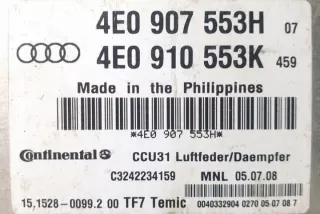 4E0 907 553H 07
4E0 910 553K 459
Made in the Philippines
*4E0 907 553H*
Continental CCU31 Luftfeder/Daempfer
C3242234159 MNL 05.07.08
15,1528-0099.2 00 TF7 Temic 0040332904 0270 05.07 08 7